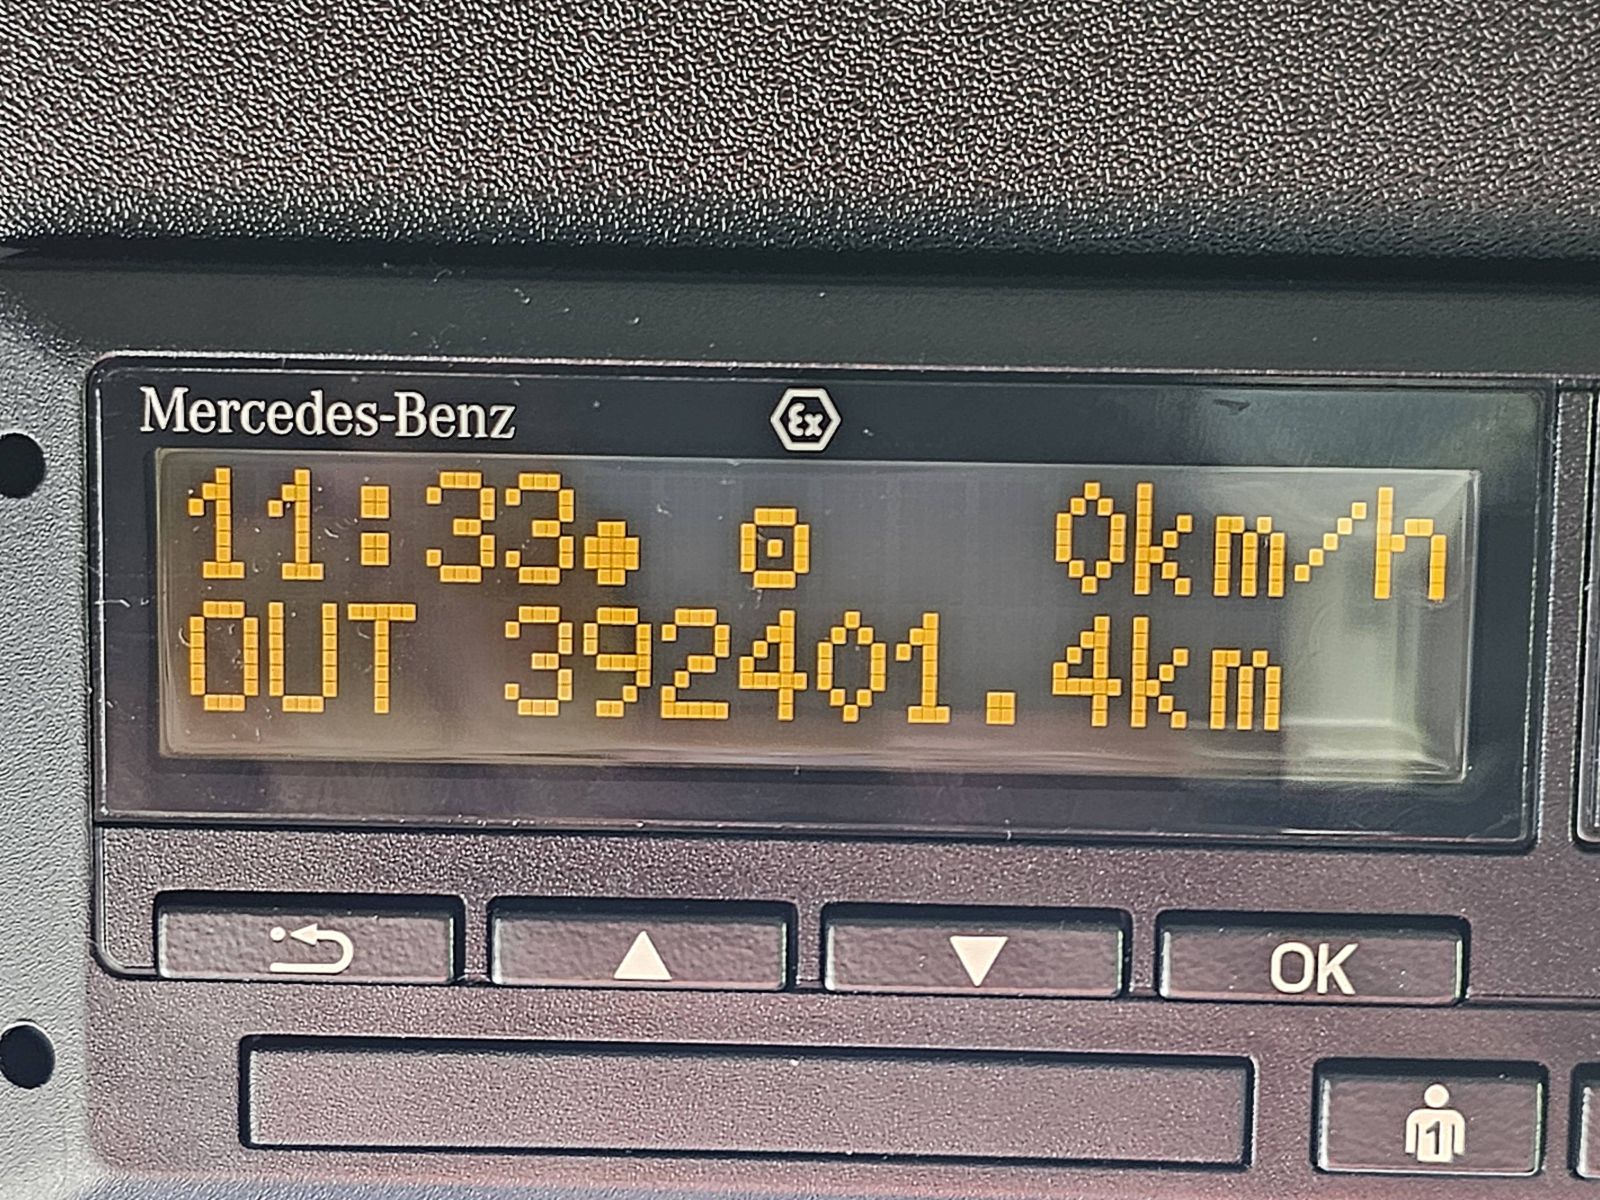 Mercedes-Benz
Ex
11:33 0km/h
OUT 392401.4km
OK
1